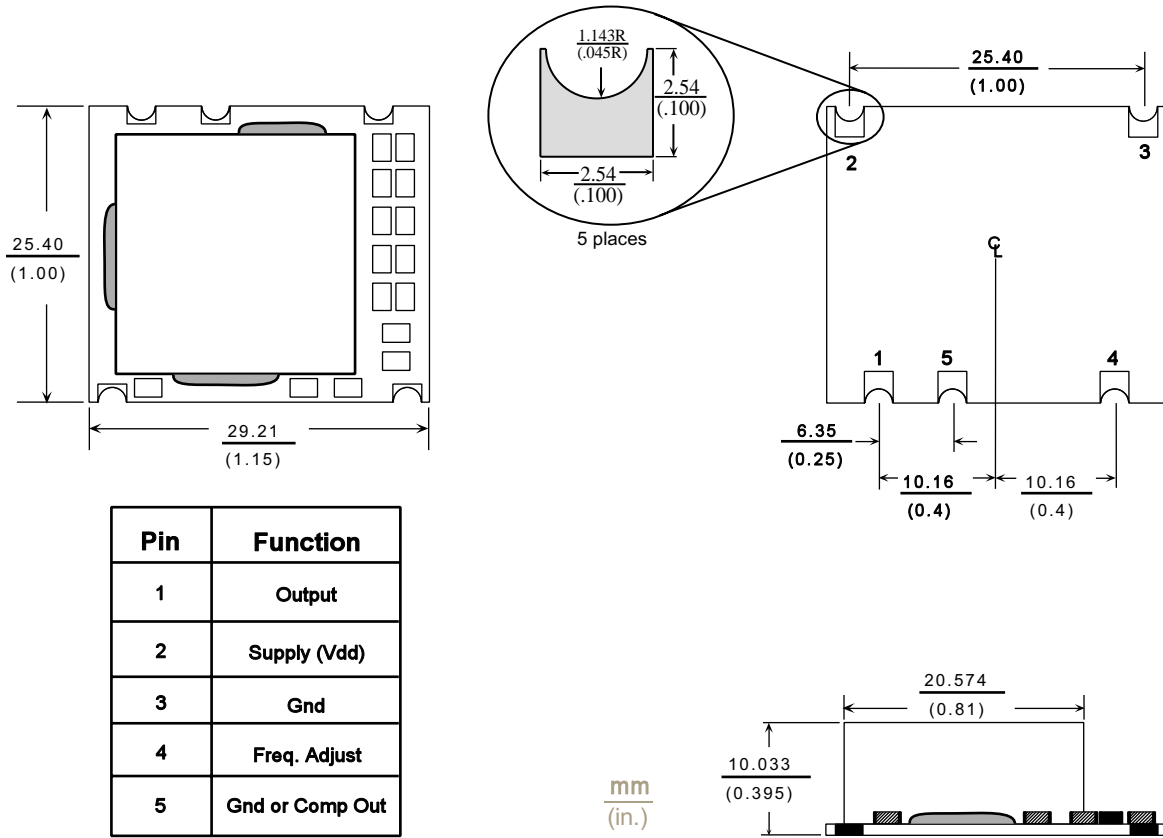 1.143R
(.045R)
2.54
(.100)
2.54
(.100)
5 places
25.40
(1.00)
2
3
25.40
(1.00)
CL
1
5
4
29.21
(1.15)
6.35
(0.25)
10.16
(0.4)
10.16
(0.4)
Pin Function
1 Output
2 Supply (Vdd)
3 Gnd
4 Freq. Adjust
5 Gnd or Comp Out
20.574
(0.81)
10.033
(0.395)
mm
(in.)